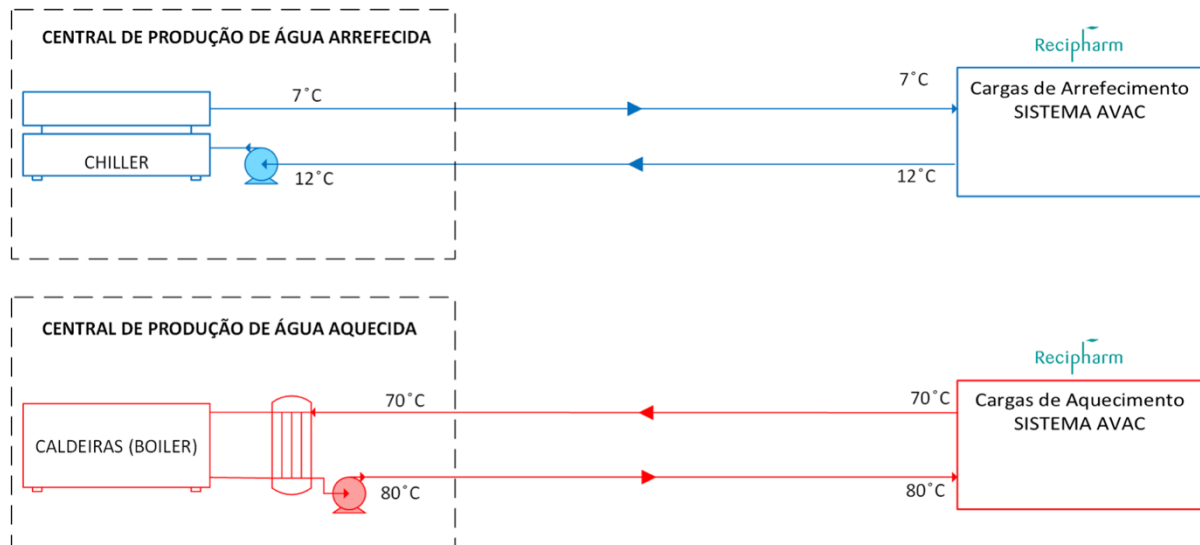 CENTRAL DE PRODUÇÃO DE ÁGUA ARREFECIDA
Recipharm
7˚C
7˚C
Cargas de Arrefecimento
SISTEMA AVAC
CHILLER
12˚C
12˚C
CENTRAL DE PRODUÇÃO DE ÁGUA AQUECIDA
Recipharm
70˚C
70˚C
Cargas de Aquecimento
SISTEMA AVAC
CALDEIRAS (BOILER)
80˚C
80˚C